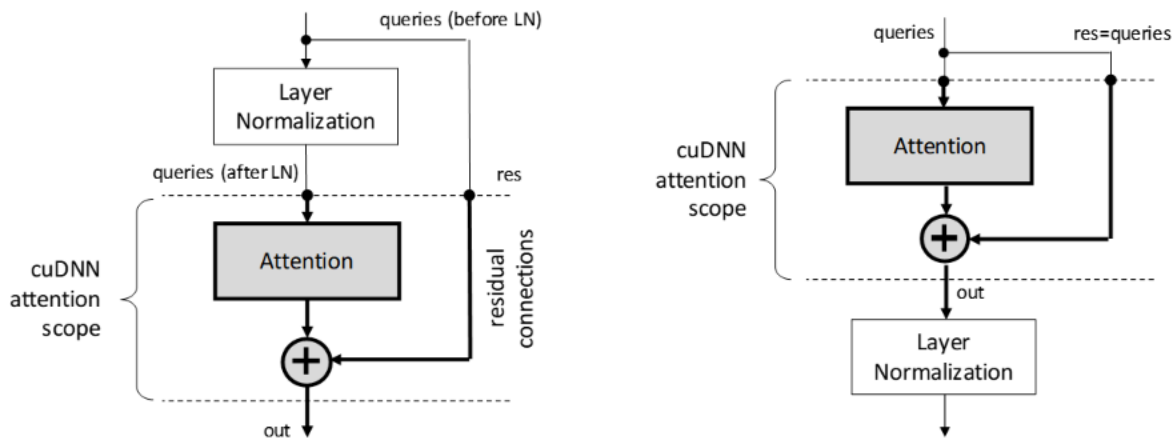 queries (before LN)
Layer
Normalization
queries (after LN)
res
cuDNN
attention
scope
Attention
residual
connections
+
out
queries
res=queries
cuDNN
attention
scope
Attention
+
out
Layer
Normalization